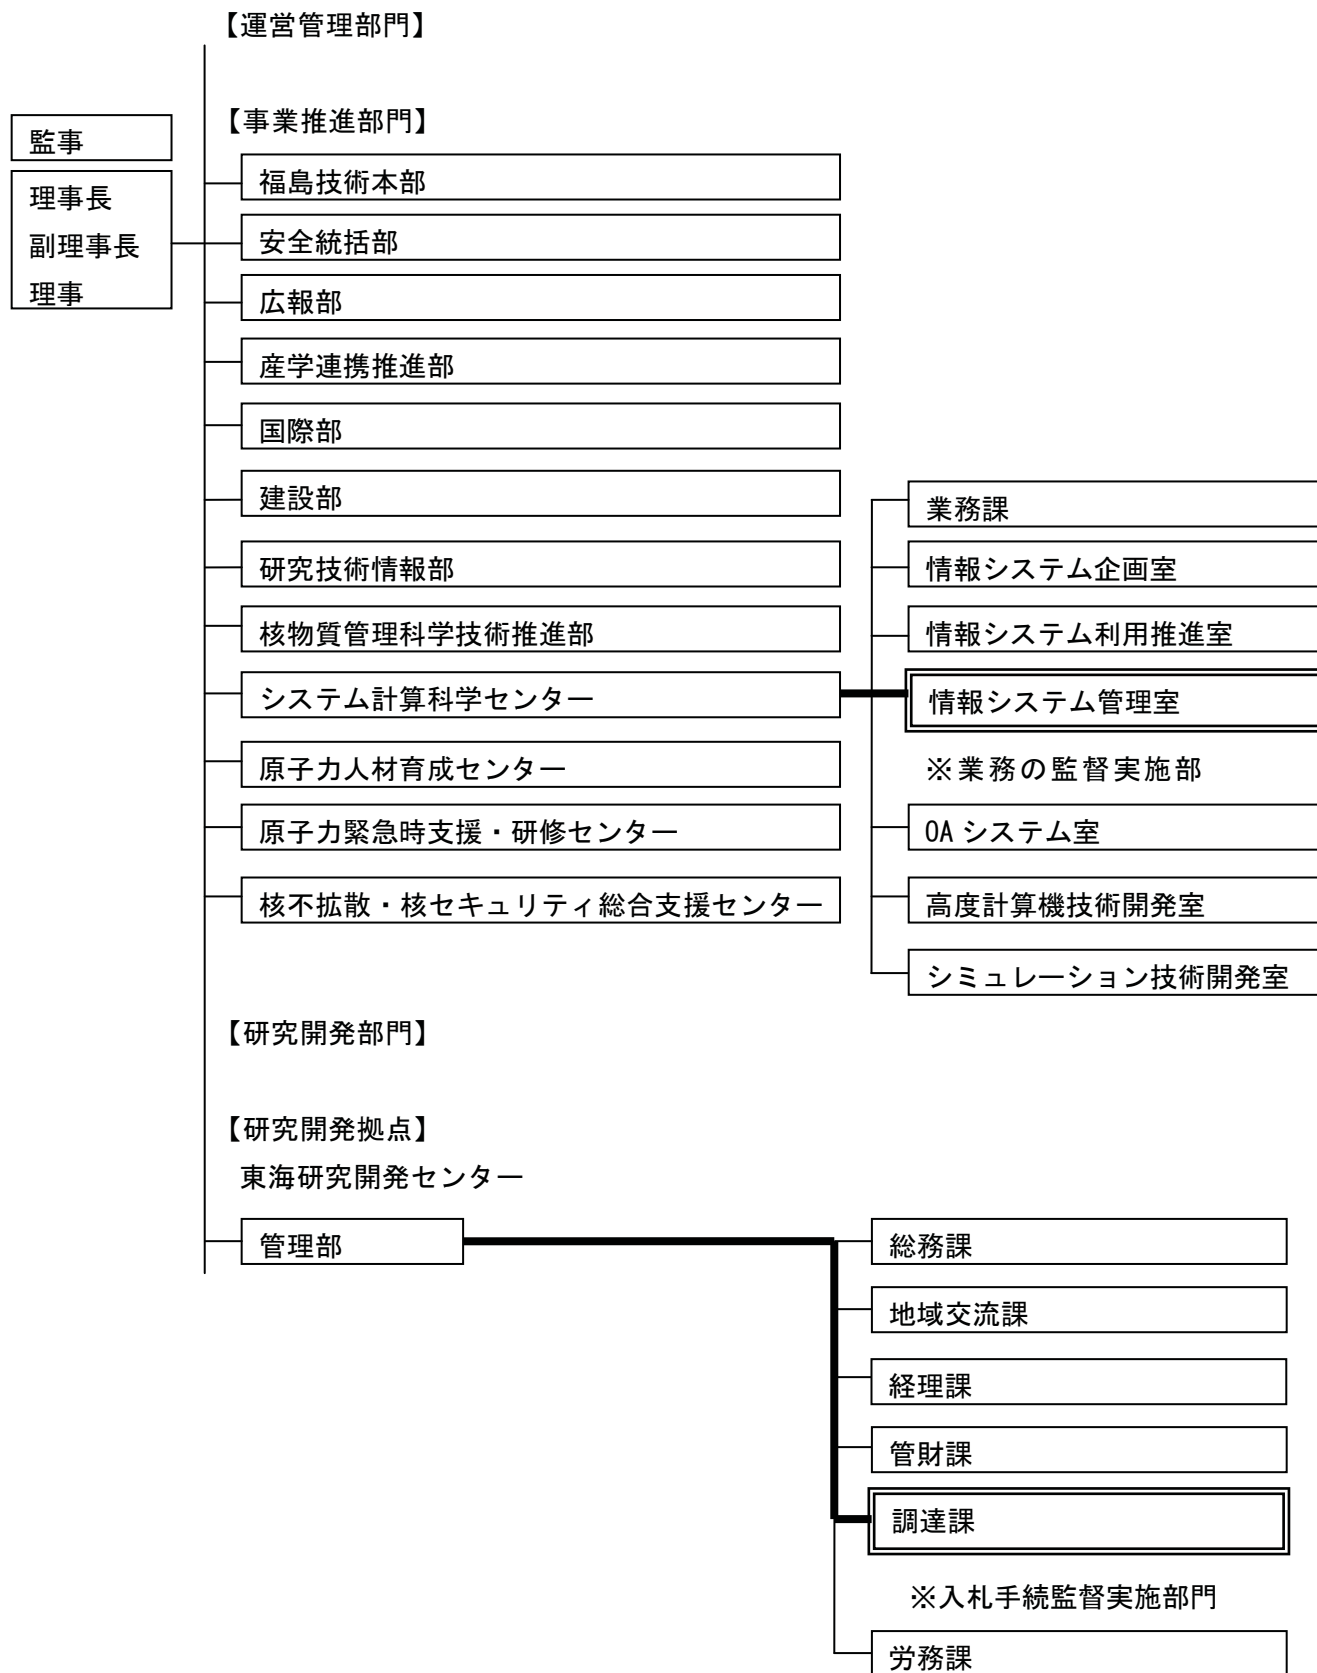 【運営管理部門】
【事業推進部門】
監事
理事長
副理事長
理事
福島技術本部
安全統括部
広報部
産学連携推進部
国際部
建設部
研究技術情報部
核物質管理科学技術推進部
システム計算科学センター
原子力人材育成センター
原子力緊急時支援・研修センター
核不拡散・核セキュリティ総合支援センター
業務課
情報システム企画室
情報システム利用推進室
情報システム管理室
※業務の監督実施部
OAシステム室
高度計算機技術開発室
シミュレーション技術開発室
【研究開発部門】
【研究開発拠点】
東海研究開発センター
管理部
総務課
地域交流課
経理課
管財課
調達課
※入札手続監督実施部門
労務課